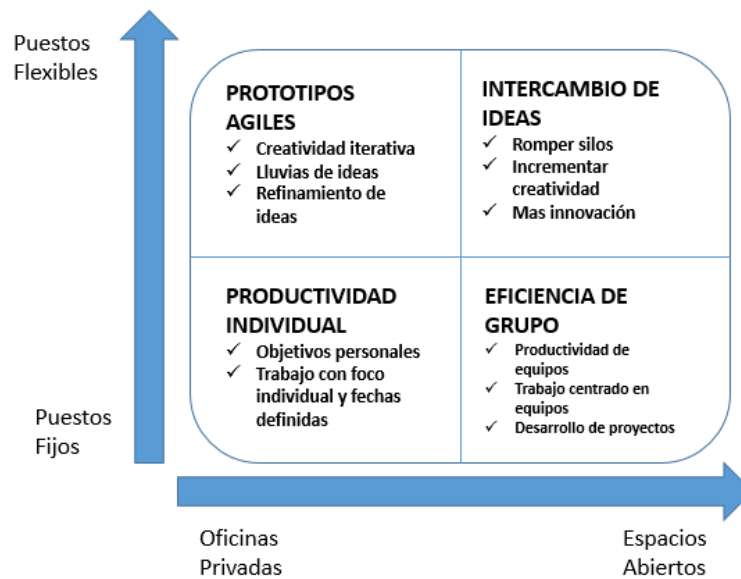 Puestos
Flexibles
PROTOTIPOS
AGILES
✓ Creatividad iterativa
✓ Lluvias de ideas
✓ Refinamiento de
ideas
INTERCAMBIO DE
IDEAS
✓ Romper silos
✓ Incrementar
creatividad
✓ Mas innovación
PRODUCTIVIDAD
INDIVIDUAL
✓ Objetivos personales
✓ Trabajo con foco
individual y fechas
definidas
EFICIENCIA DE
GRUPO
✓ Productividad de
equipos
✓ Trabajo centrado en
equipos
✓ Desarrollo de proyectos
Puestos
Fijos
Oficinas
Privadas
Espacios
Abiertos